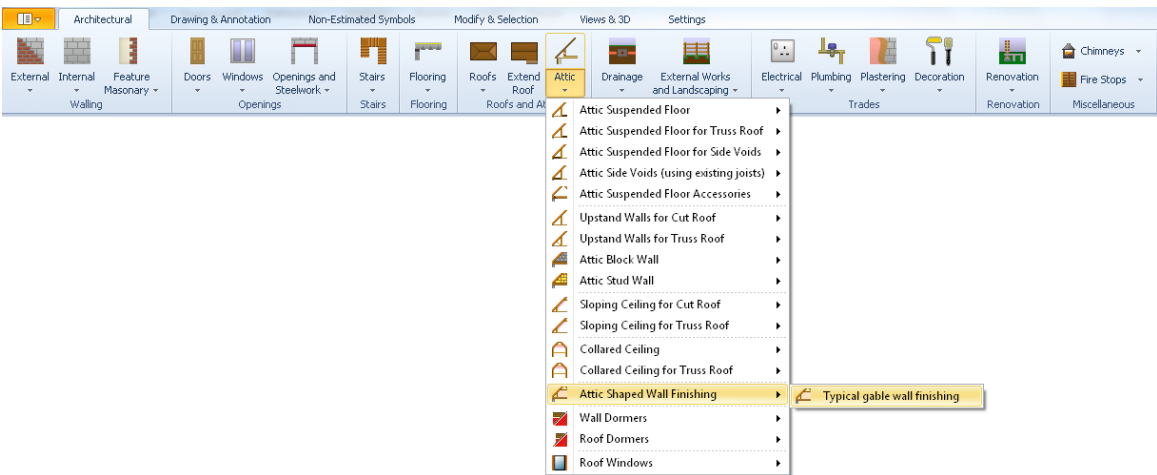 Architectural Drawing & Annotation Non-Estimated Symbols Modify & Selection Views & 3D Settings
External Internal Feature Masonary Doors Windows Openings and Steelwork Stairs Flooring Roofs Extend Roof Attic Drainage External Works and Landscaping Electrical Plumbing Plastering Decoration Renovation Chimneys
Fire Stops
Walling Openings Stairs Flooring Roofs and At Trades Renovation Miscellaneous
Attic Suspended Floor
Attic Suspended Floor for Truss Roof
Attic Suspended Floor for Side Voids
Attic Side Voids (using existing joists)
Attic Suspended Floor Accessories
Upstand Walls for Cut Roof
Upstand Walls for Truss Roof
Attic Block Wall
Attic Stud Wall
Sloping Ceiling for Cut Roof
Sloping Ceiling for Truss Roof
Collared Ceiling
Collared Ceiling for Truss Roof
Attic Shaped Wall Finishing Typical gable wall finishing
Wall Dormers
Roof Dormers
Roof Windows